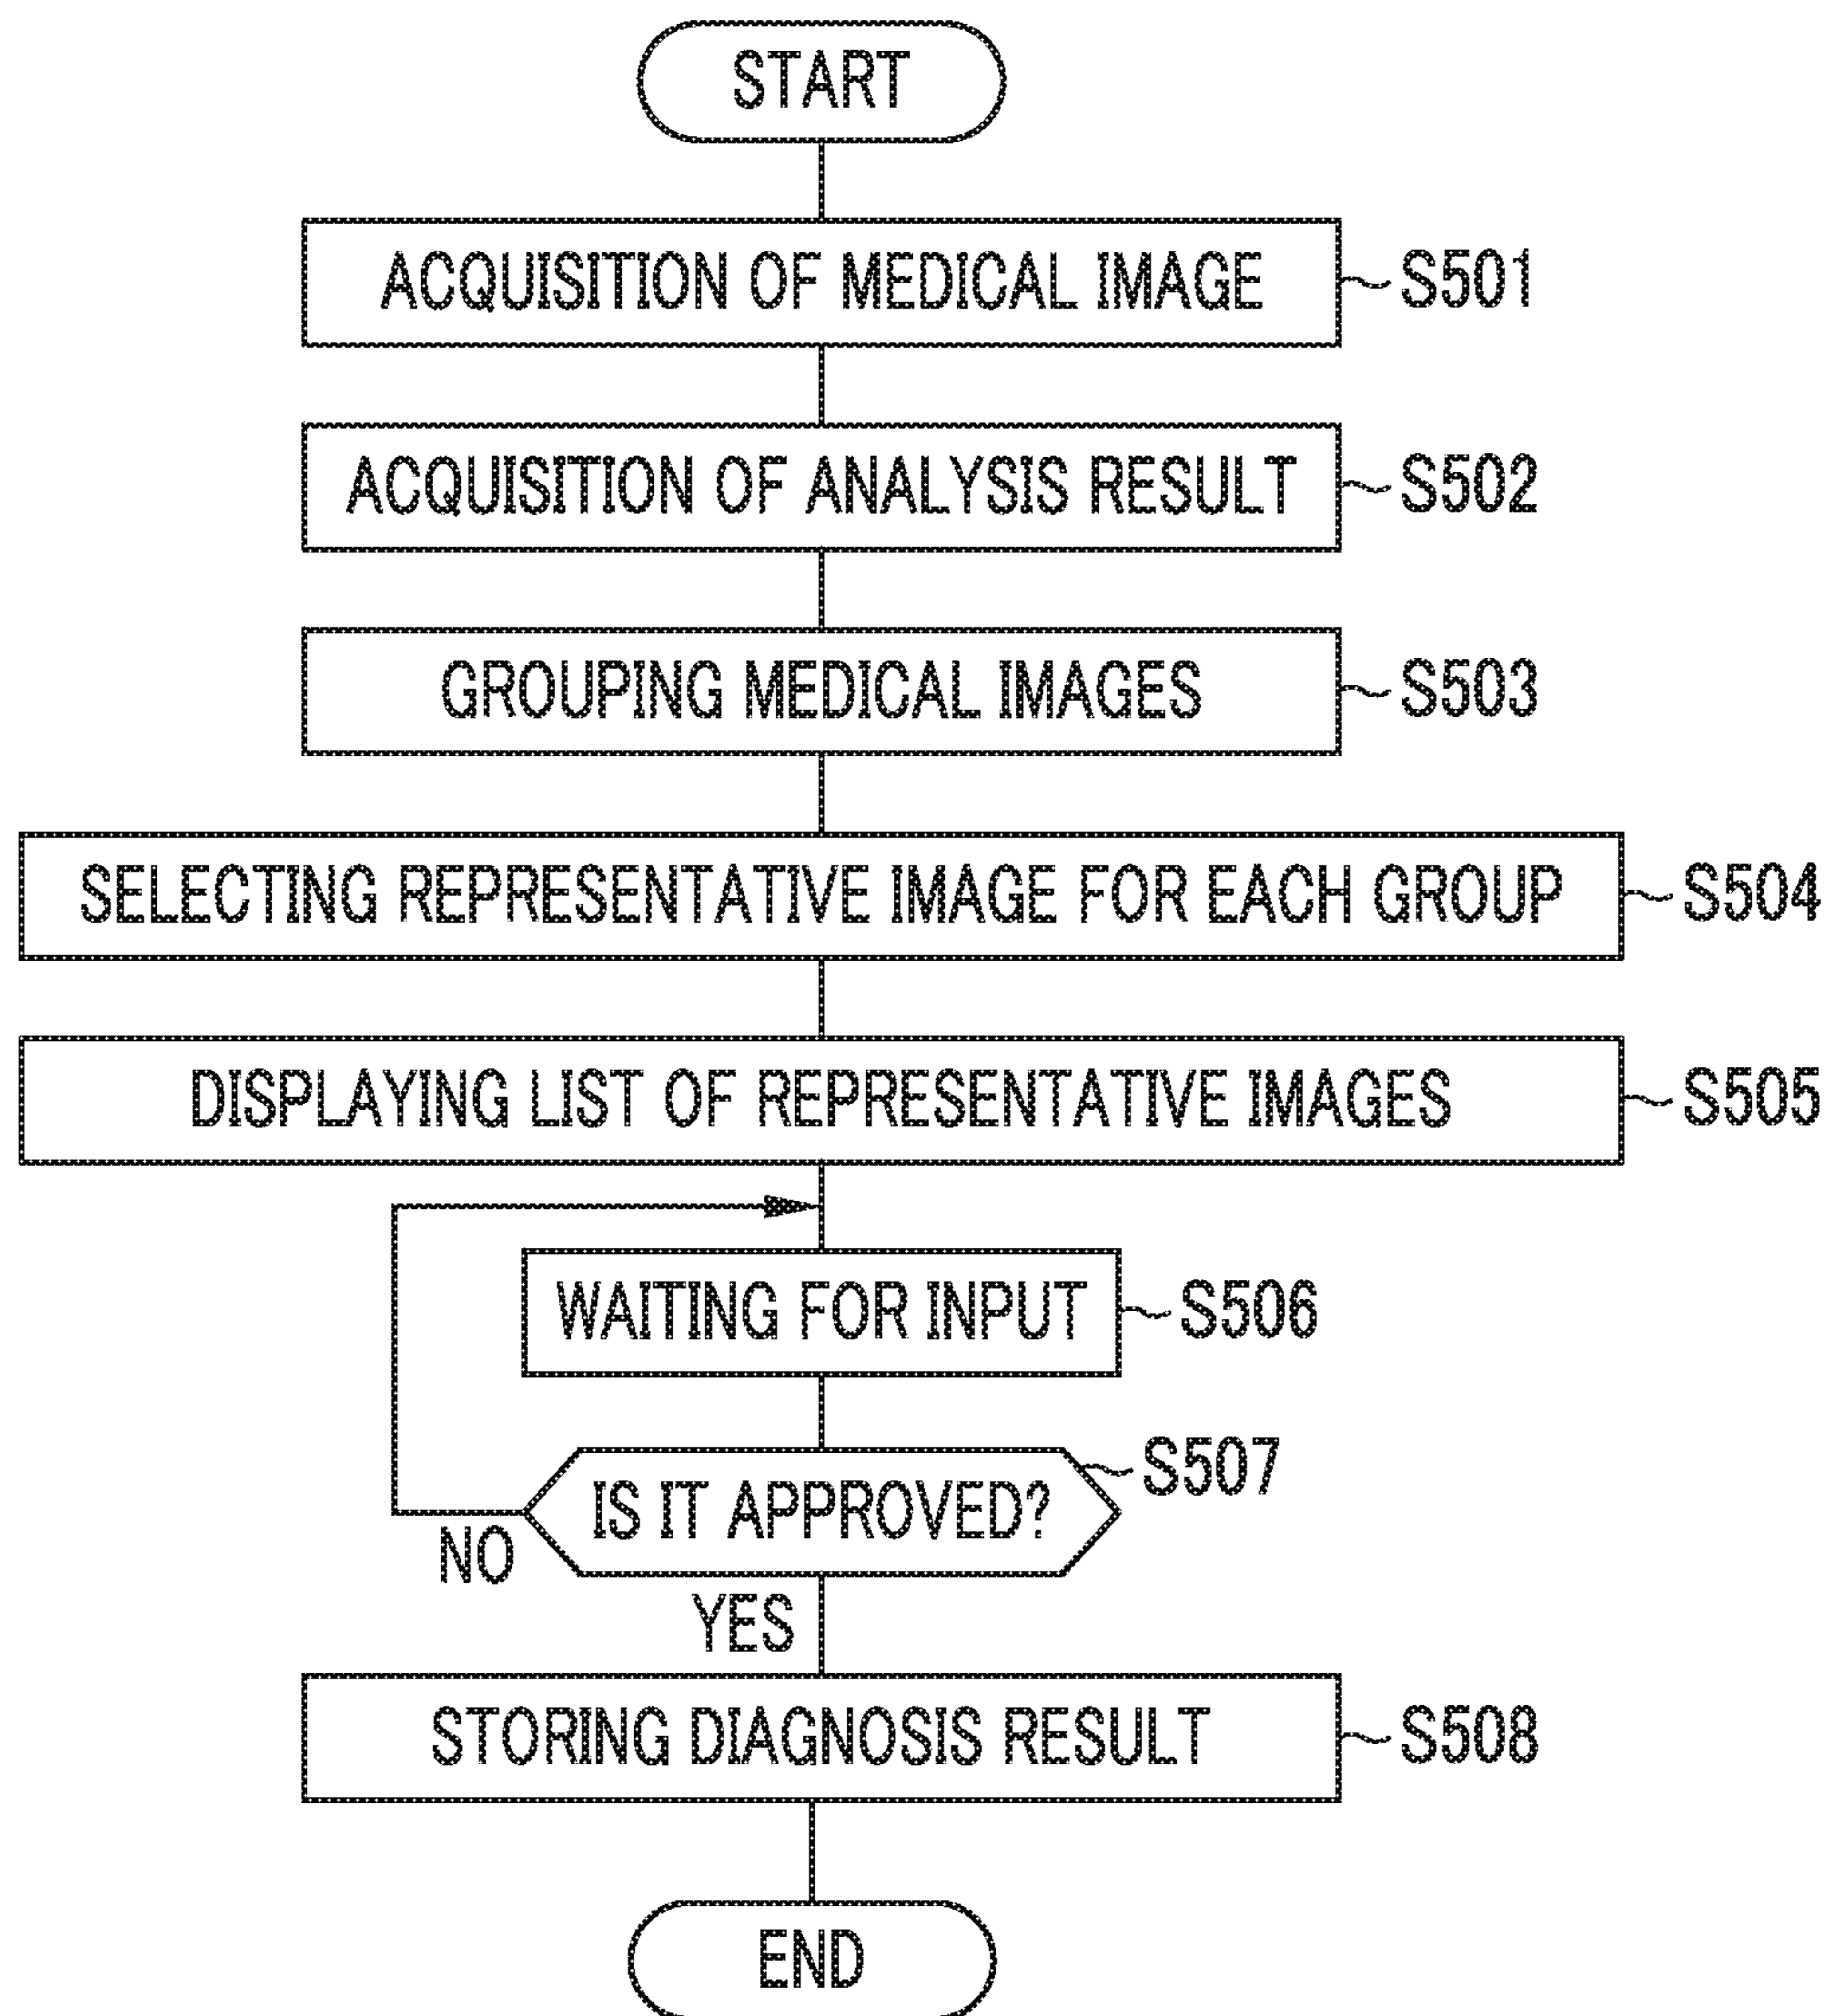 START
ACQUISITION OF MEDICAL IMAGE S501
ACQUISITION OF ANALYSIS RESULT S502
GROUPING MEDICAL IMAGES S503
SELECTING REPRESENTATIVE IMAGE FOR EACH GROUP S504
DISPLAYING LIST OF REPRESENTATIVE IMAGES S505
WAITING FOR INPUT S506
IS IT APPROVED? S507
NO
YES
STORING DIAGNOSIS RESULT S508
END